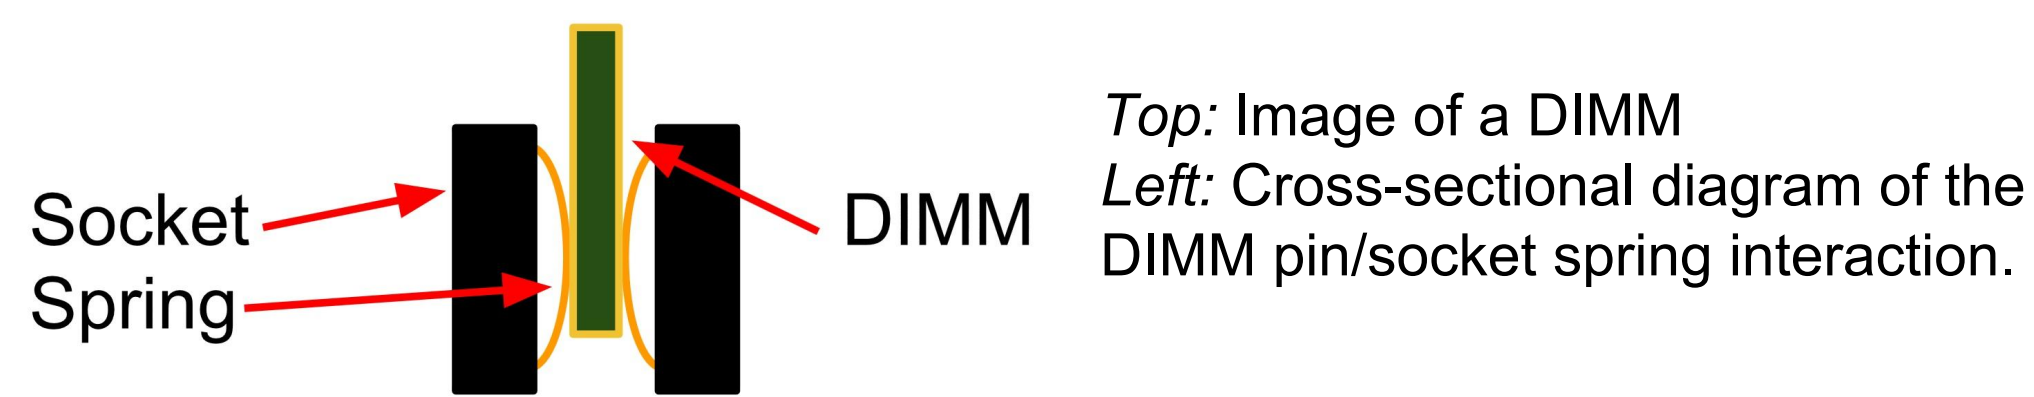 Socket
Spring
DIMM
Top: Image of a DIMM
Left: Cross-sectional diagram of the
DIMM pin/socket spring interaction.